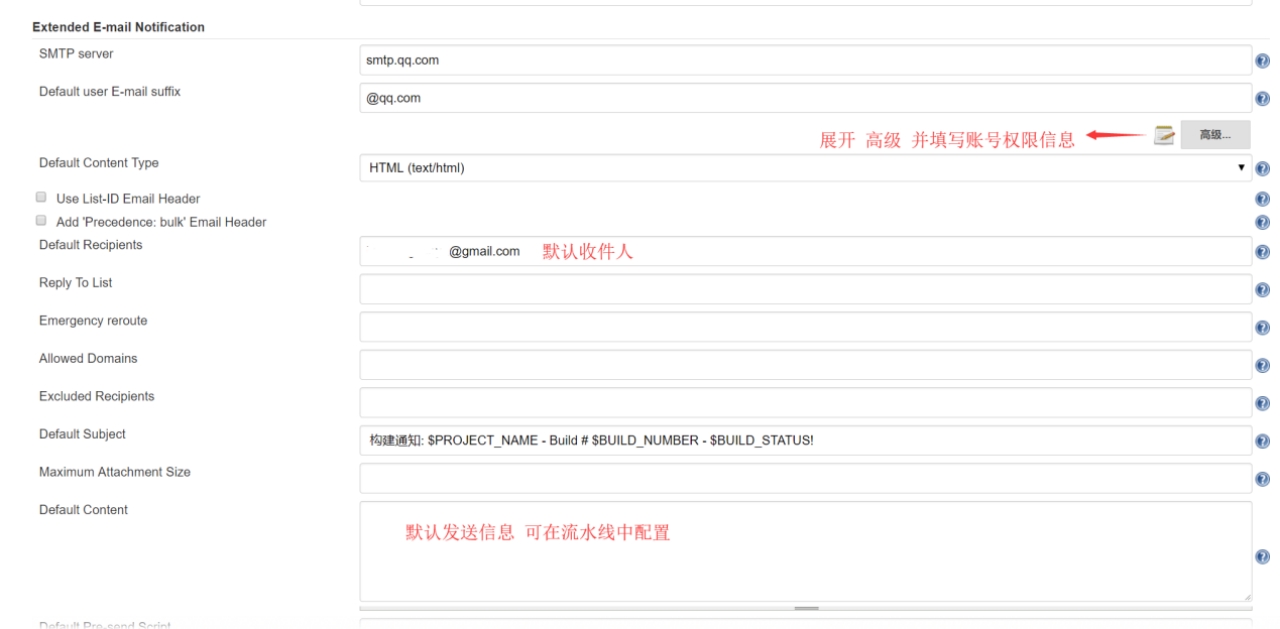 Extended E-mail Notification
SMTP server
smtp.qq.com
Default user E-mail suffix
@qq.com
展开 高级 并填写账号权限信息
高级...
Default Content Type
HTML (text/html)
Use List-ID Email Header
Add 'Precedence: bulk' Email Header
Default Recipients
@gmail.com 默认收件人
Reply To List
Emergency reroute
Allowed Domains
Excluded Recipients
Default Subject
构建通知: $PROJECT_NAME - Build # $BUILD_NUMBER - $BUILD_STATUS!
Maximum Attachment Size
Default Content
默认发送信息 可在流水线中配置
Default Pre-send Script